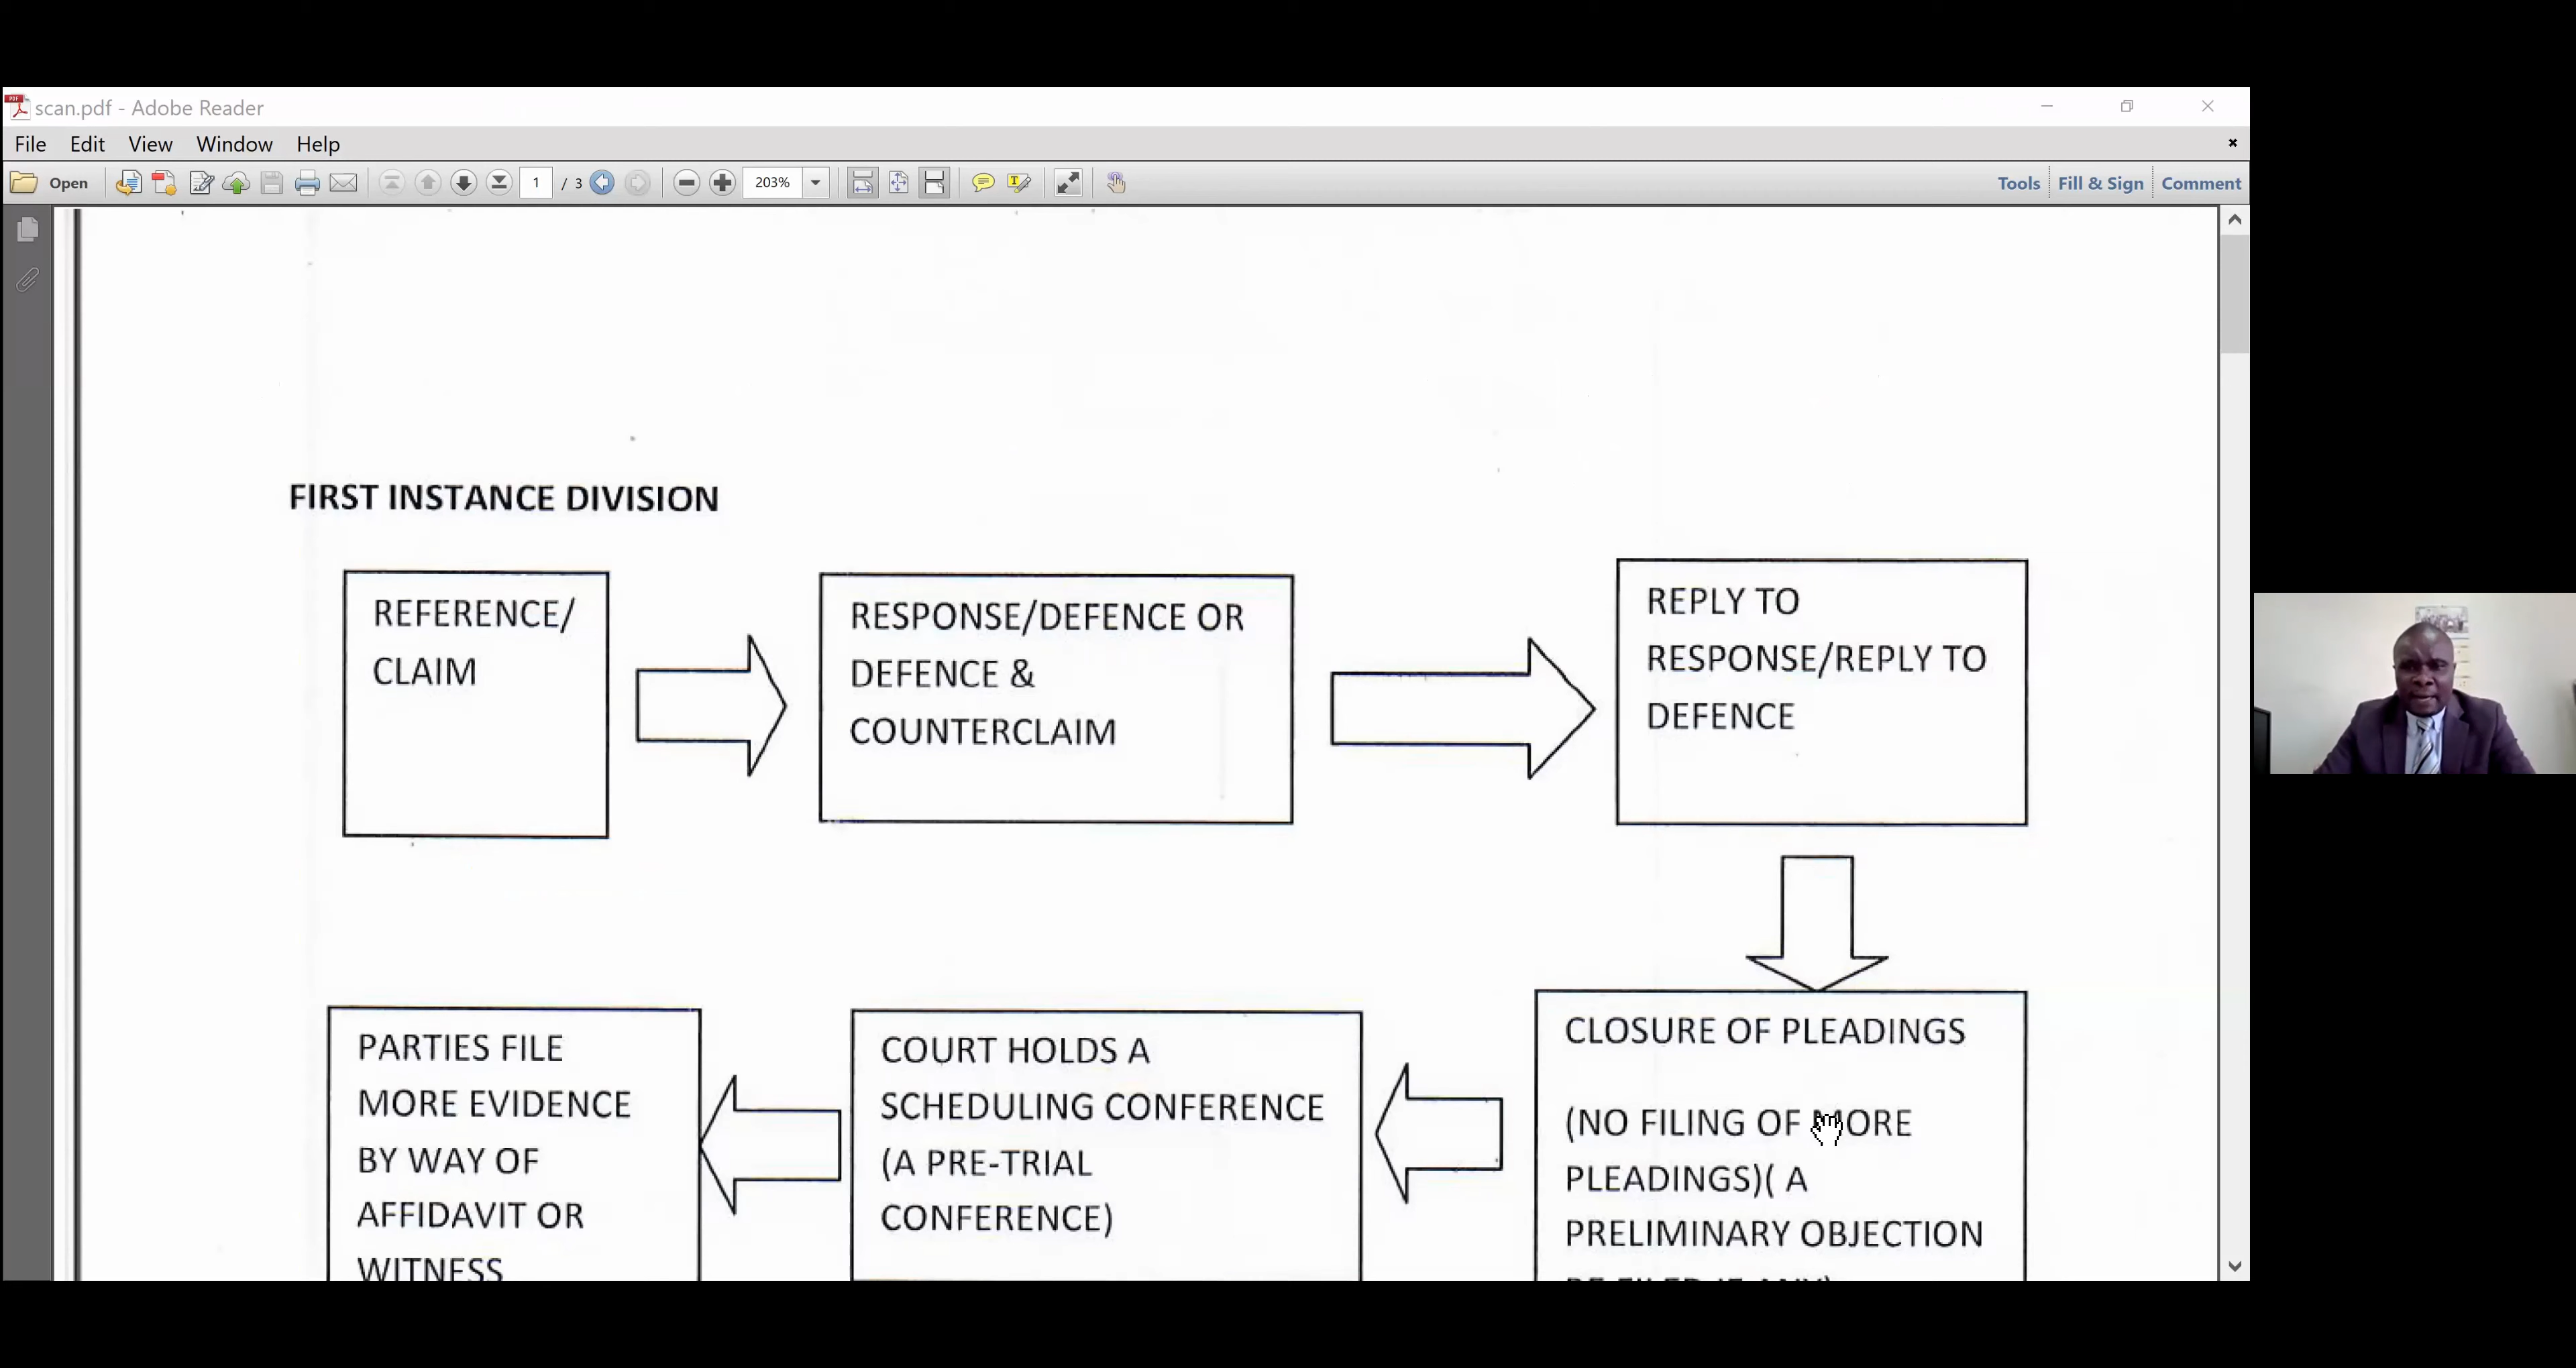 scan.pdf - Adobe Reader
File Edit View Window Help
Open 1 / 3 203% Tools Fill & Sign Comment
FIRST INSTANCE DIVISION
REFERENCE/
CLAIM
RESPONSE/DEFENCE OR
DEFENCE &
COUNTERCLAIM
REPLY TO
RESPONSE/REPLY TO
DEFENCE
CLOSURE OF PLEADINGS
(NO FILING OF MORE
PLEADINGS)( A
PRELIMINARY OBJECTION
COURT HOLDS A
SCHEDULING CONFERENCE
(A PRE-TRIAL
CONFERENCE)
PARTIES FILE
MORE EVIDENCE
BY WAY OF
AFFIDAVIT OR
WITNESS